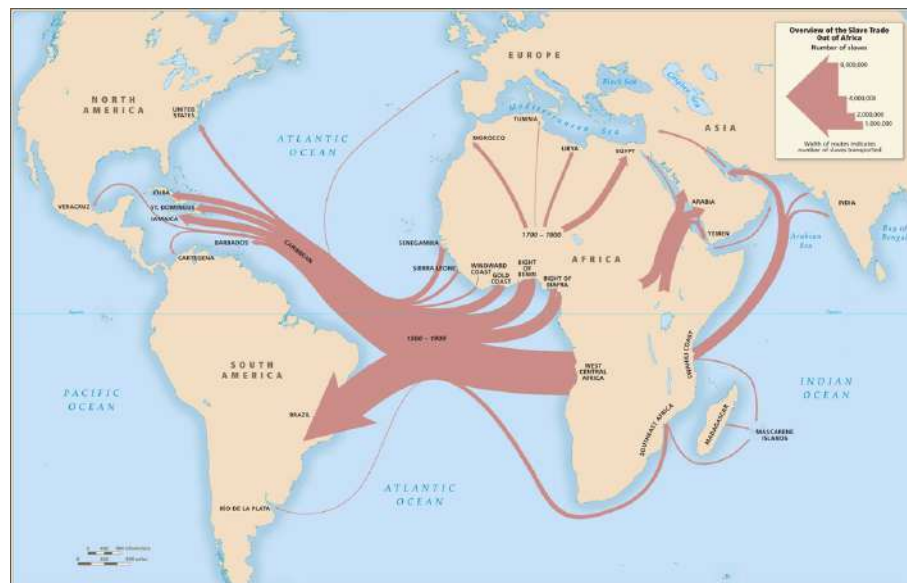 Overview of the Slave Trade
Out of Africa
Number of slaves
4,000,000
2,000,000
1,000,000
Width of routes indicates
number of slaves transported
NORTH
AMERICA
UNITED
STATES
ATLANTIC
OCEAN
EUROPE
Black Sea
Caspian Sea
Mediterranean Sea
ASIA
TUNISIA
MOROCCO
LIBYA
EGYPT
Red Sea
ARABIA
YEMEN
INDIA
Arabian
Sea
Bay of
Bengal
VERACRUZ
CUBA
ST. DOMINGUE
JAMAICA
BARBADOS
CARTEGENA
CARIBBEAN
SENEGAMBIA
SIERRA LEONE
WINDWARD
COAST
GOLD
COAST
BIGHT
OF
BENIN
BIGHT OF
BIAFRA
AFRICA
Equator
SOUTH
AMERICA
BRAZIL
WEST
CENTRAL
AFRICA
SWAHILI COAST
SOUTHEAST AFRICA
MADAGASCAR
MASCARENE
ISLANDS
PACIFIC
OCEAN
INDIAN
OCEAN
ATLANTIC
OCEAN
RÍO DE LA PLATA